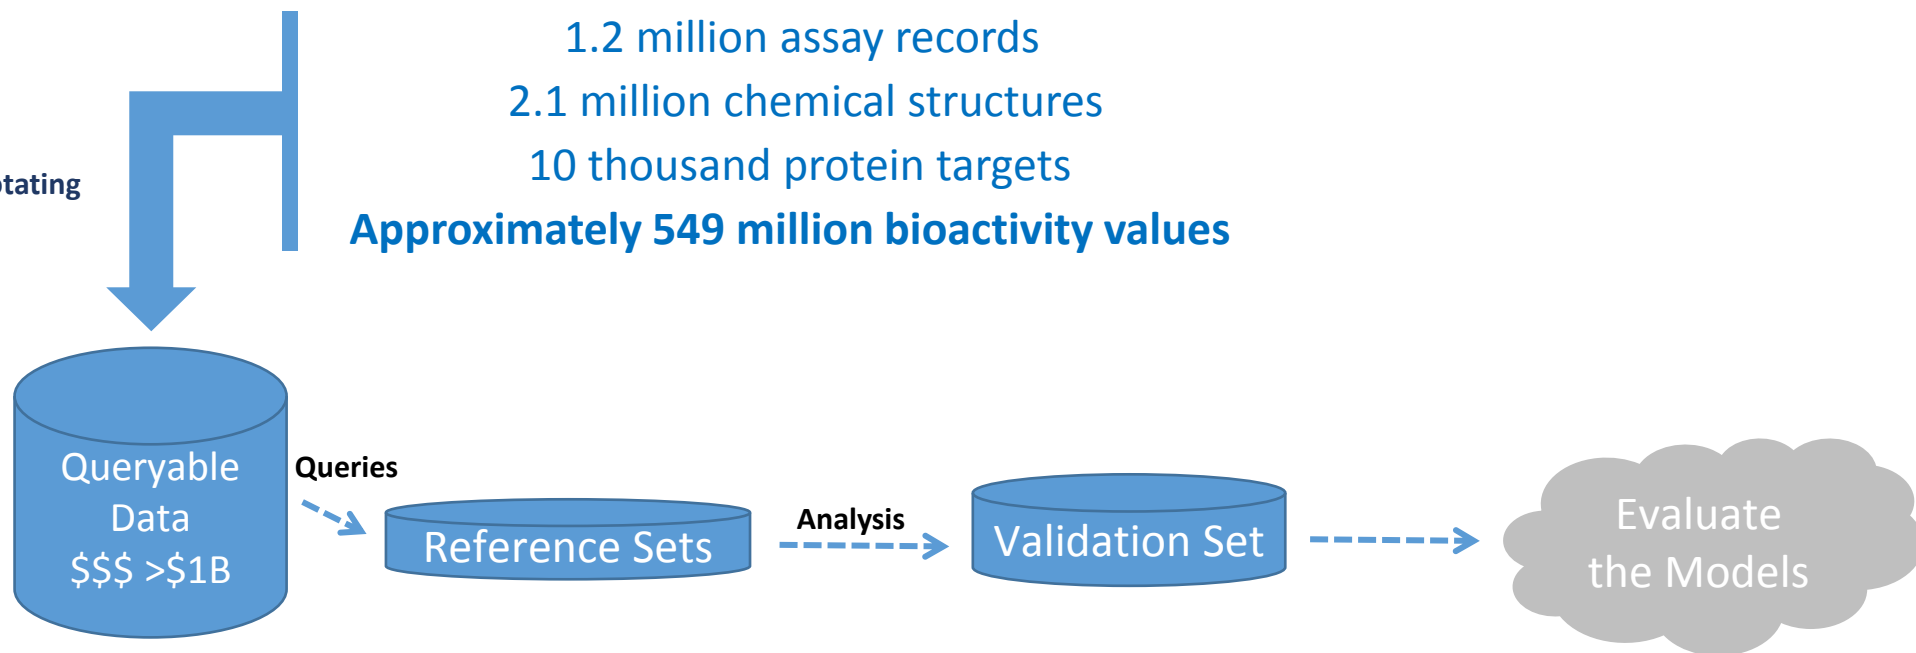 1.2 million assay records
2.1 million chemical structures
10 thousand protein targets
Approximately 549 million bioactivity values
Queryable
Data
$$$ >$1B
Queries
Reference Sets
Analysis
Validation Set
Evaluate
the Models